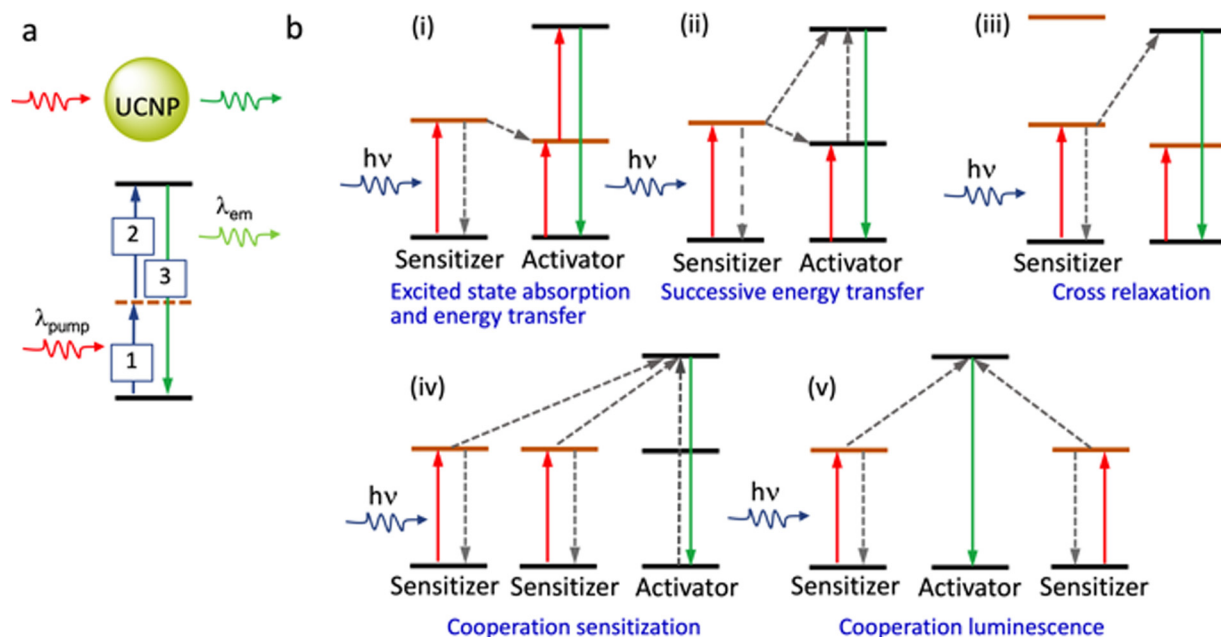 a
b
UCNP
2
λem
3
λpump
1
(i)
hν
Sensitizer
Activator
Excited state absorption
and energy transfer
(ii)
hν
Sensitizer
Activator
Successive energy transfer
(iii)
hν
Sensitizer
Cross relaxation
(iv)
hν
Sensitizer
Sensitizer
Activator
Cooperation sensitization
(v)
hν
Sensitizer
Activator
Sensitizer
Cooperation luminescence